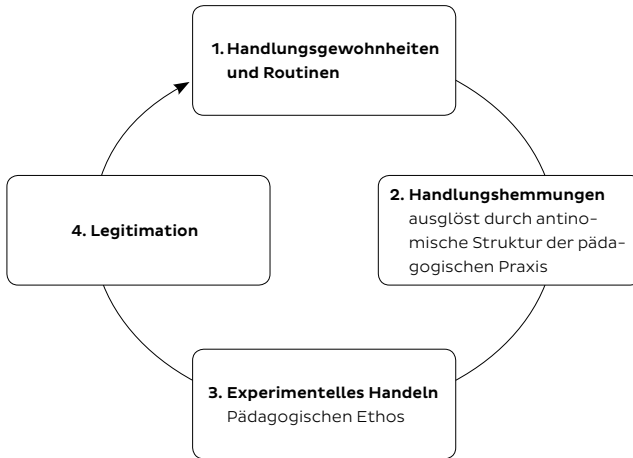 1. Handlungsgewohnheiten
und Routinen
2. Handlungshemmungen
ausglöst durch antino-
mische Struktur der päda-
gogischen Praxis
3. Experimentelles Handeln
Pädagogischen Ethos
4. Legitimation